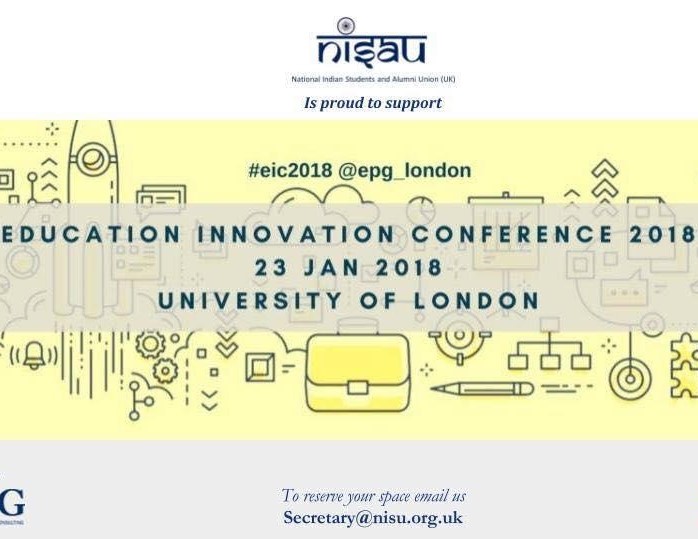 nisau
National Indian Students and Alumni Union (UK)
Is proud to support
#eic2018 @epg_london
EDUCATION INNOVATION CONFERENCE 2018
23 JAN 2018
UNIVERSITY OF LONDON
G
CONSULTING
To reserve your space email us
Secretary@nisu.org.uk